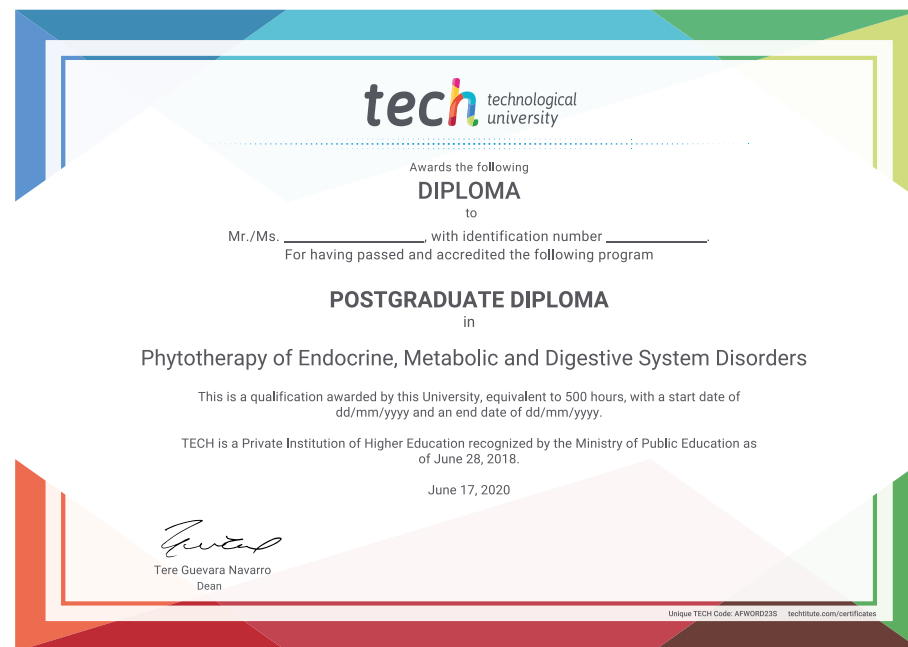 tech technological
university
Awards the following
DIPLOMA
to
Mr./Ms. ____________, with identification number ____________.
For having passed and accredited the following program
POSTGRADUATE DIPLOMA
in
Phytotherapy of Endocrine, Metabolic and Digestive System Disorders
This is a qualification awarded by this University, equivalent to 500 hours, with a start date of
dd/mm/yyyy and an end date of dd/mm/yyyy.
TECH is a Private Institution of Higher Education recognized by the Ministry of Public Education as
of June 28, 2018.
June 17, 2020
Tere Guevara Navarro
Dean
Unique TECH Code: AFWORD23S techtitute.com/certificates